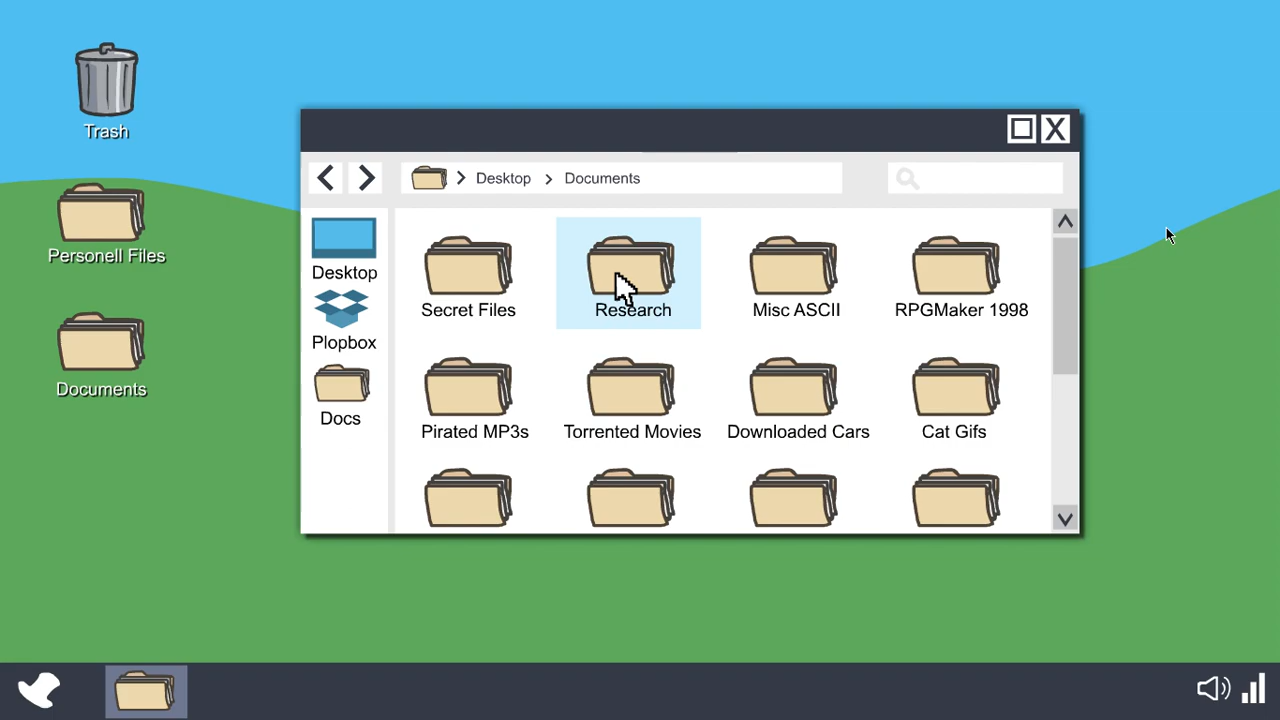 Trash
Personell Files
Documents
X
Desktop
Documents
Desktop
Plopbox
Docs
Secret Files
Research
Misc ASCII
RPGMaker 1998
Pirated MP3s
Torrented Movies
Downloaded Cars
Cat Gifs